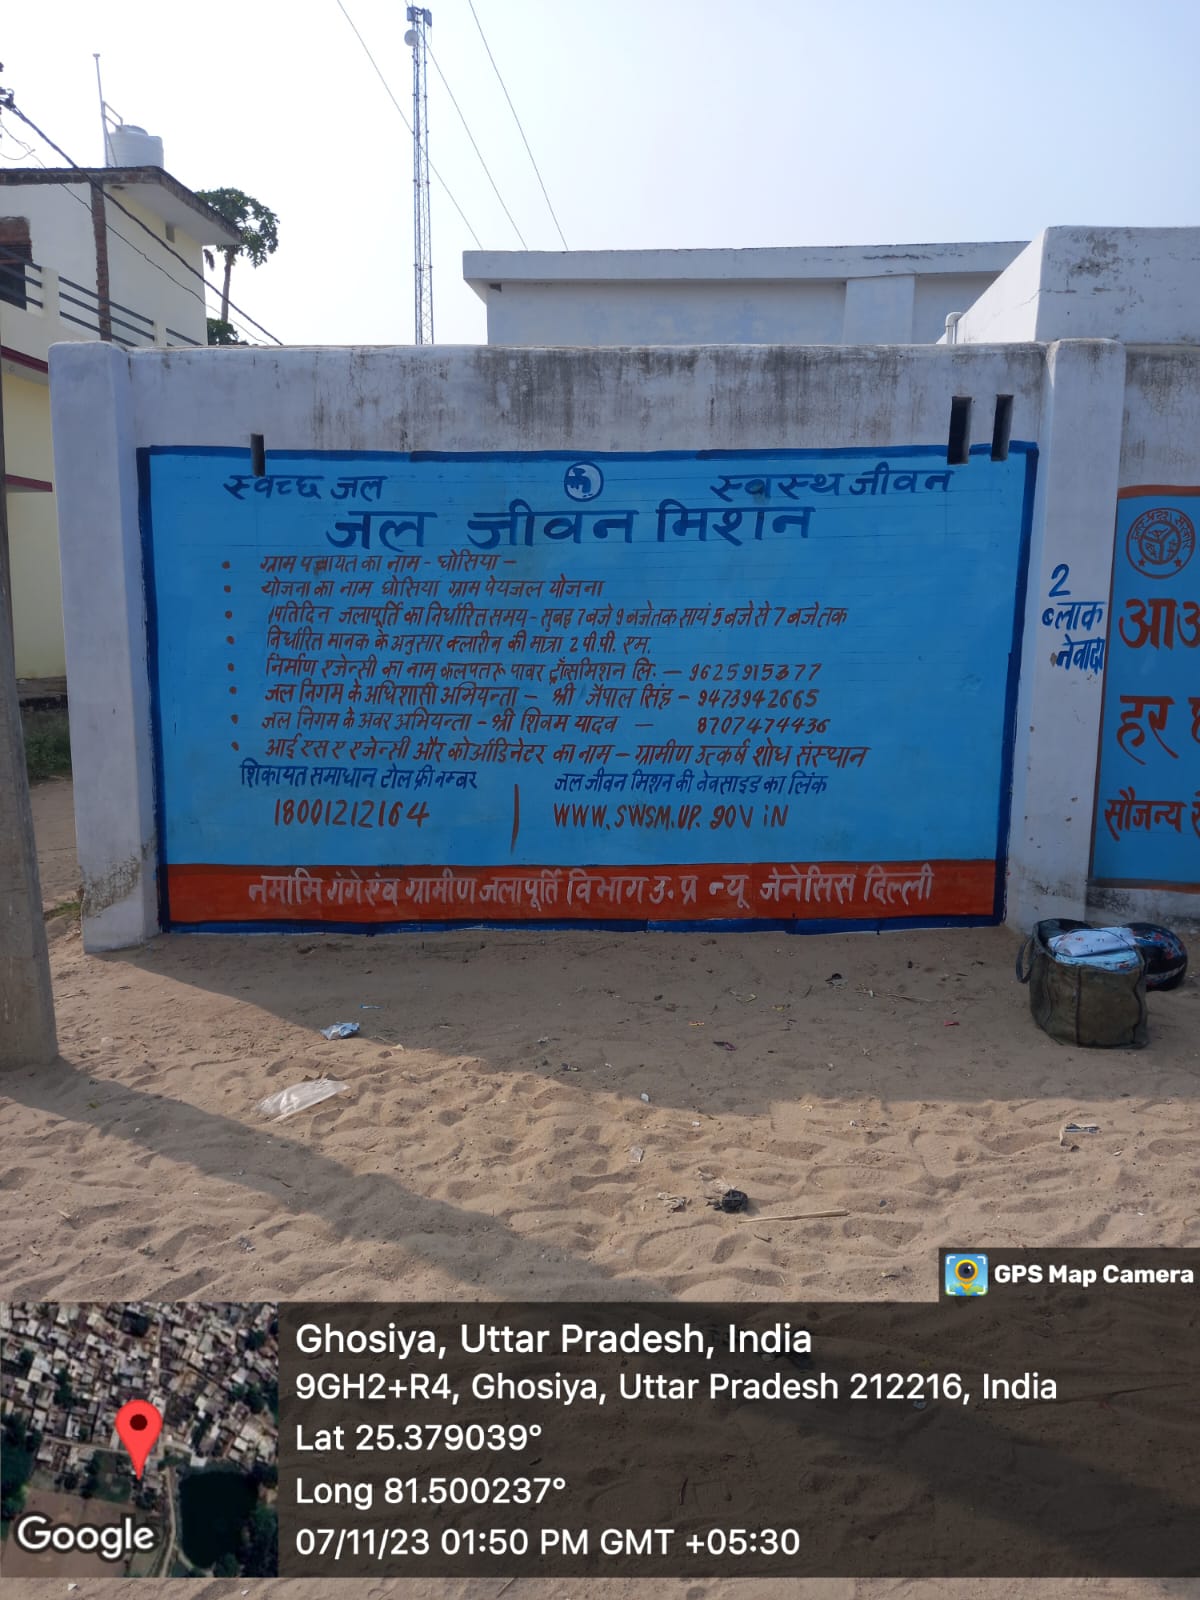 स्वच्छ जल स्वस्थ जीवन
जल जीवन मिशन
• ग्राम पंचायत का नाम - घोसिया -
• योजना का नाम घोसिया ग्राम पेयजल योजना
• प्रतिदिन जलापूर्ति का निर्धारित समय - सुबह 7 बजे 9 बजे तक सायं 5 बजे से 7 बजे तक
• निर्धारित मानक के अनुसार क्लारीन की मात्रा 2 पी.पी. एम.
• निर्माण एजेन्सी का नाम कलपतरू पावर ट्राँसमिशन लि. - 9625915377
• जल निगम के अधिशासी अभियन्ता - श्री जैपाल सिंह - 9473942665
• जल निगम के अवर अभियन्ता - श्री शिवम यादव - 8707474436
• आई एस ए एजेन्सी और कोर्आडिनेटर का नाम - ग्रामीण उत्कर्ष शोध संस्थान
शिकायत समाधान टोल फ्री नम्बर
18001212164
जल जीवन मिशन की वेबसाइड का लिंक
WWW.SWSM.UP.GOV iN
नमामि गंगे एंव ग्रामीण जलापूर्ति विभाग उ.प्र न्यू जेनेसिस दिल्ली
2
ब्लाक
नेवादा
हर
सौजन्य से
GPS Map Camera
Ghosiya, Uttar Pradesh, India
9GH2+R4, Ghosiya, Uttar Pradesh 212216, India
Lat 25.379039°
Long 81.500237°
07/11/23 01:50 PM GMT +05:30
Google